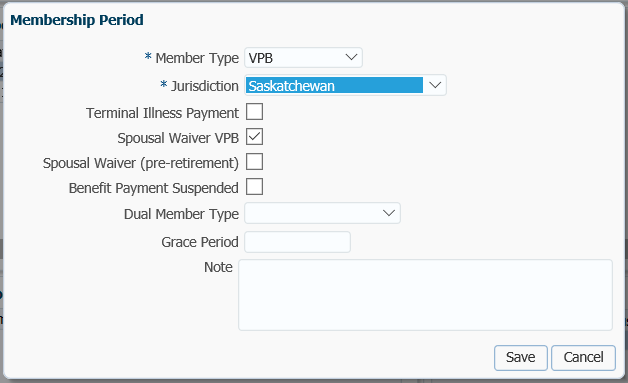 Membership Period
* Member Type VPB
* Jurisdiction Saskatchewan
Terminal Illness Payment
Spousal Waiver VPB
Spousal Waiver (pre-retirement)
Benefit Payment Suspended
Dual Member Type
Grace Period
Note
Save Cancel